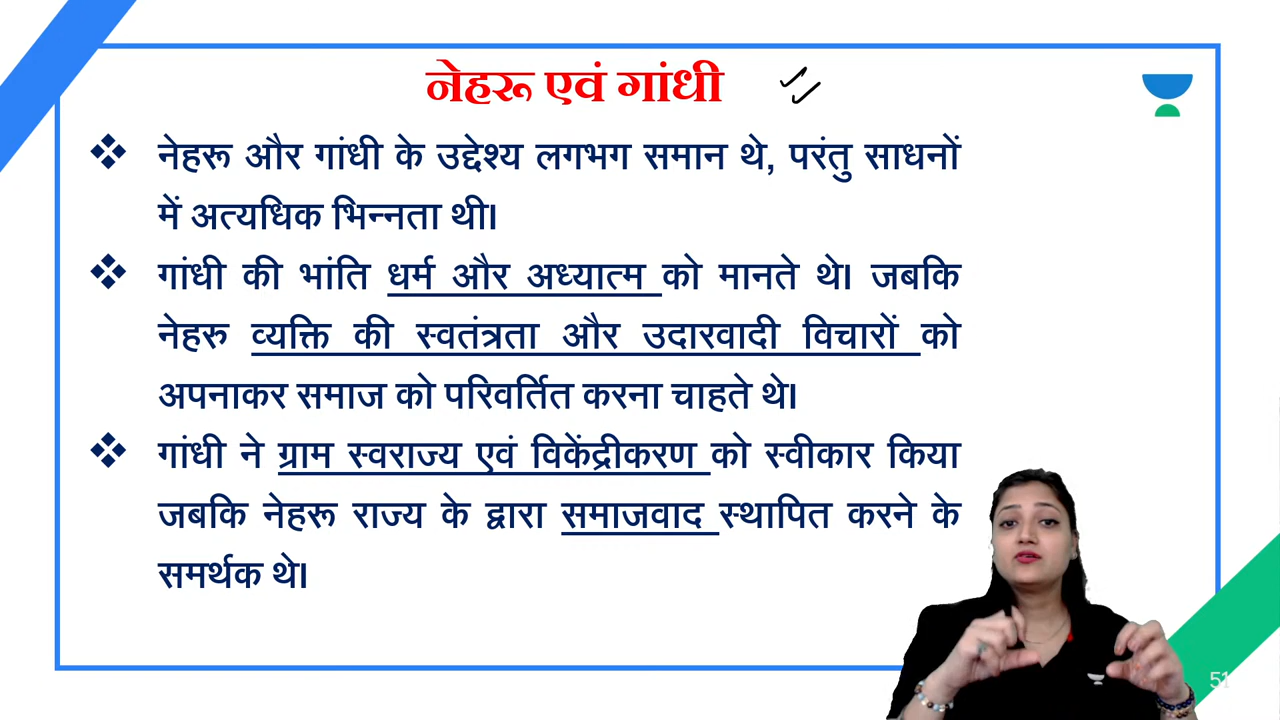 नेहरू एवं गांधी
❖ नेहरू और गांधी के उद्देश्य लगभग समान थे, परंतु साधनों
में अत्यधिक भिन्नता थी।
❖ गांधी की भांति धर्म और अध्यात्म को मानते थे। जबकि
नेहरु व्यक्ति की स्वतंत्रता और उदारवादी विचारों को
अपनाकर समाज को परिवर्तित करना चाहते थे।
❖ गांधी ने ग्राम स्वराज्य एवं विकेंद्रीकरण को स्वीकार किया
जबकि नेहरू राज्य के द्वारा समाजवाद स्थापित करने के
समर्थक थे।
51